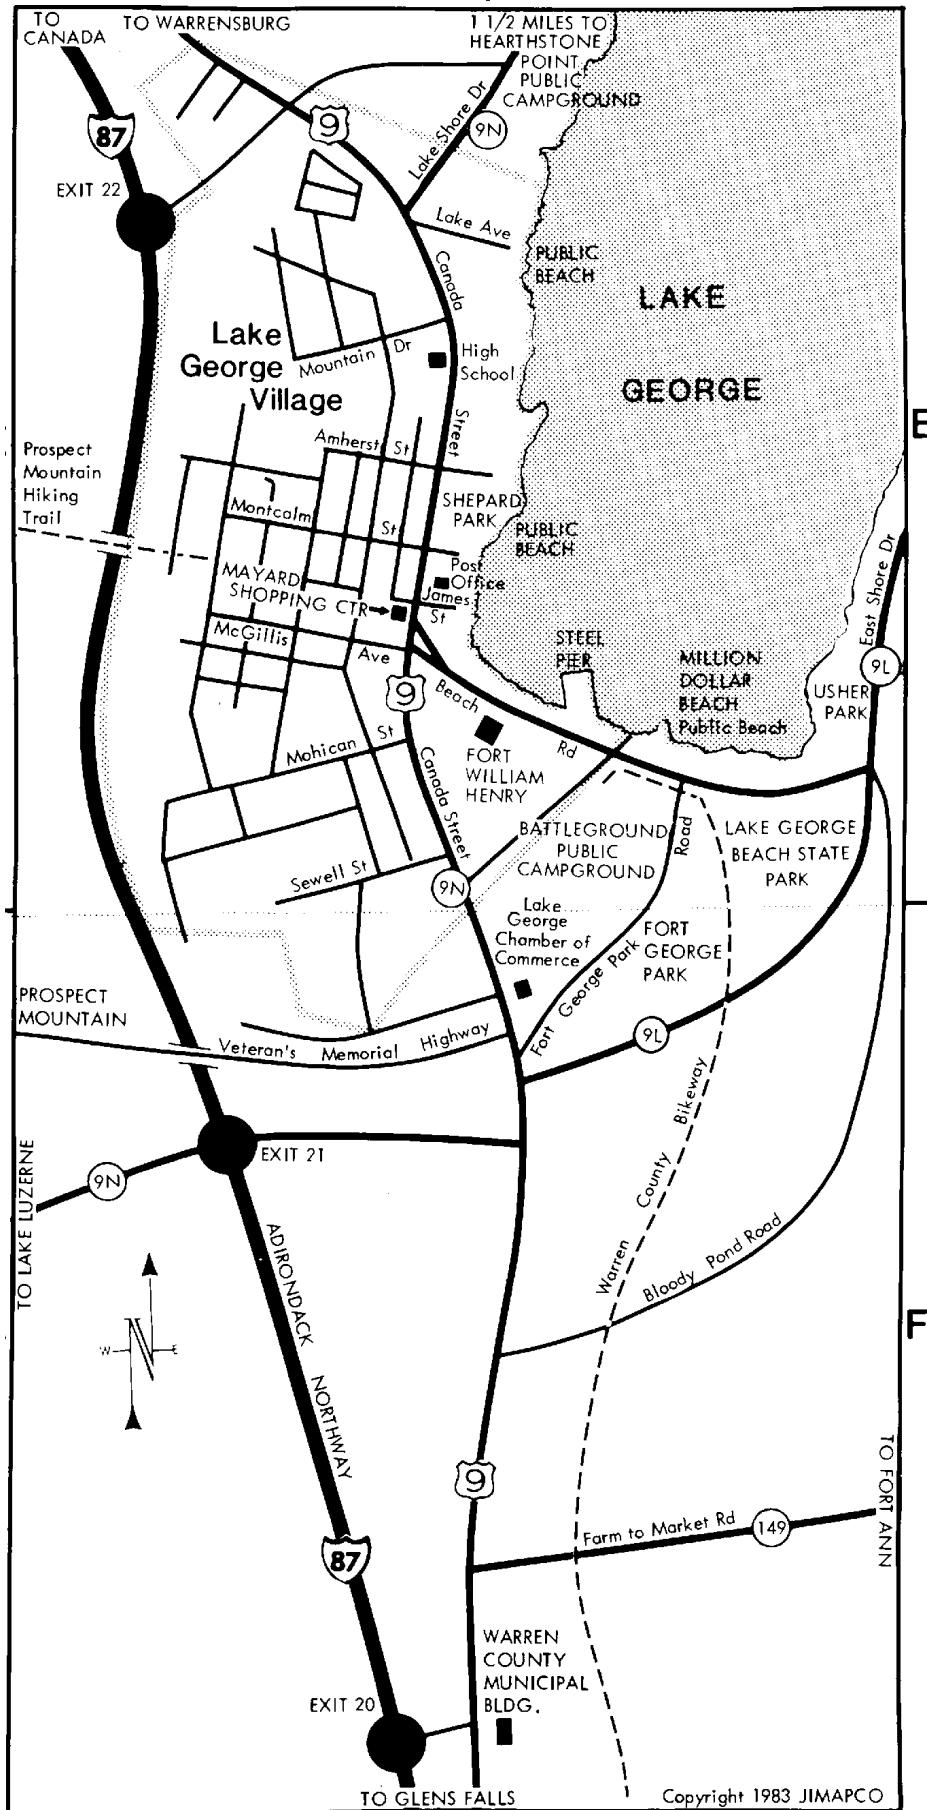 TO
CANADA
TO WARRENSBURG
1 1/2 MILES TO
HEARTHSTONE
POINT
PUBLIC
CAMPGROUND
87
9
Lake Shore Dr
9N
EXIT 22
Lake Ave
PUBLIC
BEACH
Canada
LAKE
GEORGE
Lake
George
Village
Mountain Dr
High
School
Street
E
Amherst St
Prospect
Mountain
Hiking
Trail
SHEPARD
PARK
Montcalm St
PUBLIC
BEACH
Post
Office
MAYARD
SHOPPING CTR
James
St
East Shore Dr
McGillis Ave
STEEL
PIER
MILLION
DOLLAR
BEACH
Public Beach
9L
USHER
PARK
9
Beach Rd
Mohican St
FORT
WILLIAM
HENRY
Canada Street
BATTLEGROUND
PUBLIC
CAMPGROUND
Road
LAKE GEORGE
BEACH STATE
PARK
Sewell St
9N
Lake
George
Chamber of
Commerce
FORT
GEORGE
PARK
Fort George Park
PROSPECT
MOUNTAIN
Veteran's Memorial Highway
9L
Warren County Bikeway
EXIT 21
9N
TO LAKE LUZERNE
ADIRONDACK NORTHWAY
Bloody Pond Road
N
W
E
F
9
TO FORT ANN
Farm to Market Rd
149
87
WARREN
COUNTY
MUNICIPAL
BLDG.
EXIT 20
TO GLENS FALLS
Copyright 1983 JIMAPCO